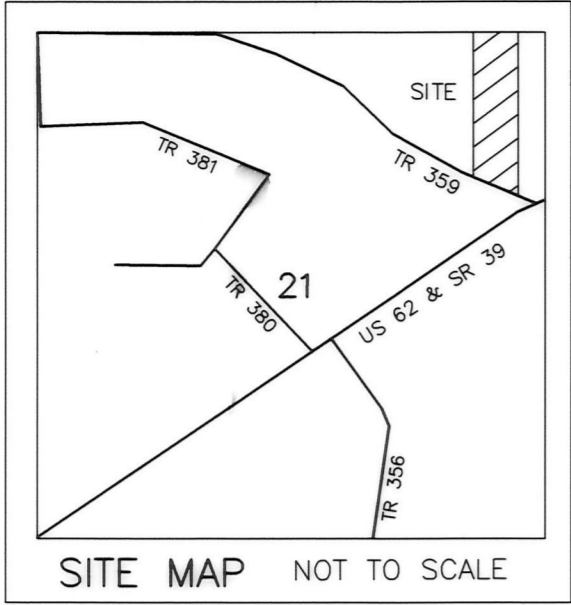 SITE
TR 381
TR 359
21
TR 380
US 62 & SR 39
TR 356
SITE MAP NOT TO SCALE